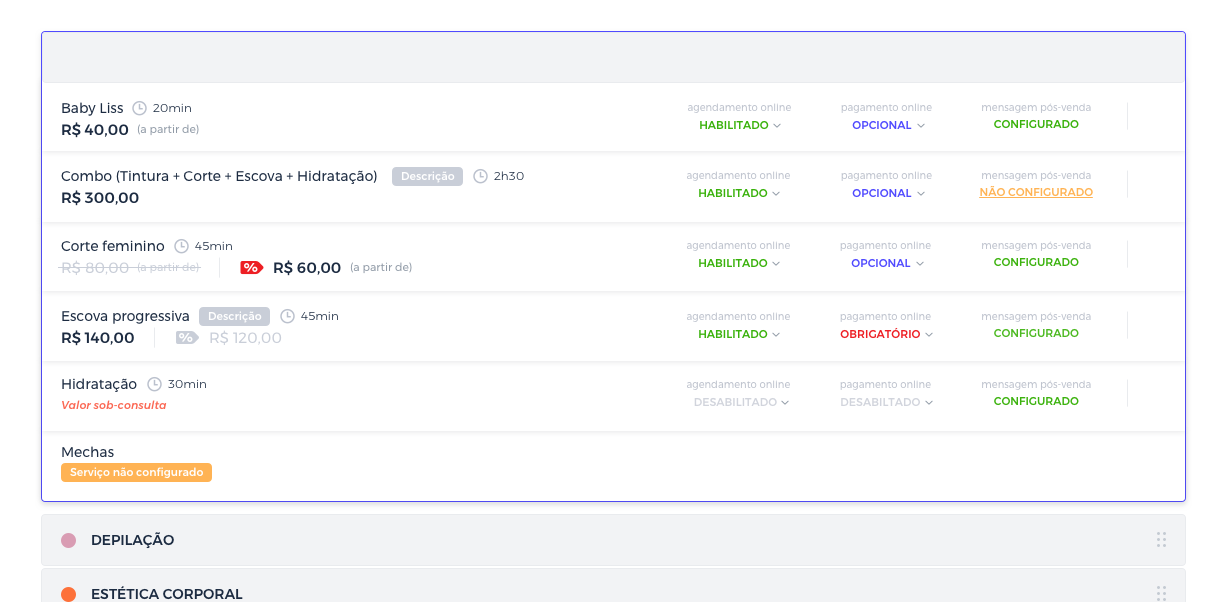 Baby Liss 20min
R$ 40,00 (a partir de)
agendamento online
HABILITADO
pagamento online
OPCIONAL
mensagem pós-venda
CONFIGURADO
Combo (Tintura + Corte + Escova + Hidratação) Descrição 2h30
R$ 300,00
agendamento online
HABILITADO
pagamento online
OPCIONAL
mensagem pós-venda
NÃO CONFIGURADO
Corte feminino 45min
R$ 80,00 (a partir de) % R$ 60,00 (a partir de)
agendamento online
HABILITADO
pagamento online
OPCIONAL
mensagem pós-venda
CONFIGURADO
Escova progressiva Descrição 45min
R$ 140,00 % R$ 120,00
agendamento online
HABILITADO
pagamento online
OBRIGATÓRIO
mensagem pós-venda
CONFIGURADO
Hidratação 30min
Valor sob-consulta
agendamento online
DESABILITADO
pagamento online
DESABILTADO
mensagem pós-venda
CONFIGURADO
Mechas
Serviço não configurado
DEPILAÇÃO
ESTÉTICA CORPORAL